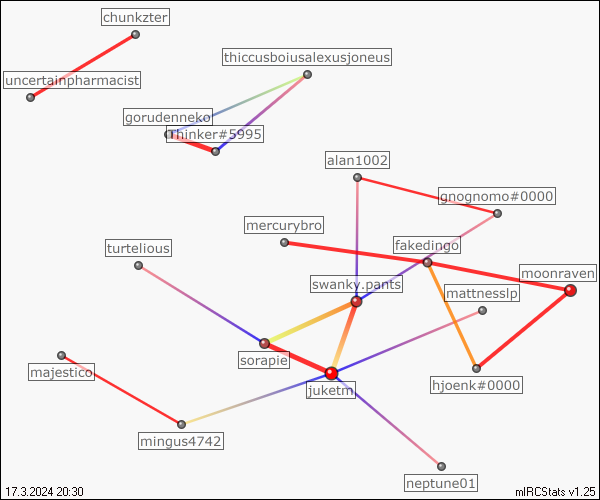 chunkzter
thiccusboiusalexusjoneus
uncertainpharmacist
gorudenneko
Thinker#5995
alan1002
gnognomo#0000
mercurybro
turtelious
fakedingo
moonraven
swanky.pants
mattnesslp
sorapie
majestico
juketm
hjoenk#0000
mingus4742
neptune01
17.3.2024 20:30
mIRCStats v1.25